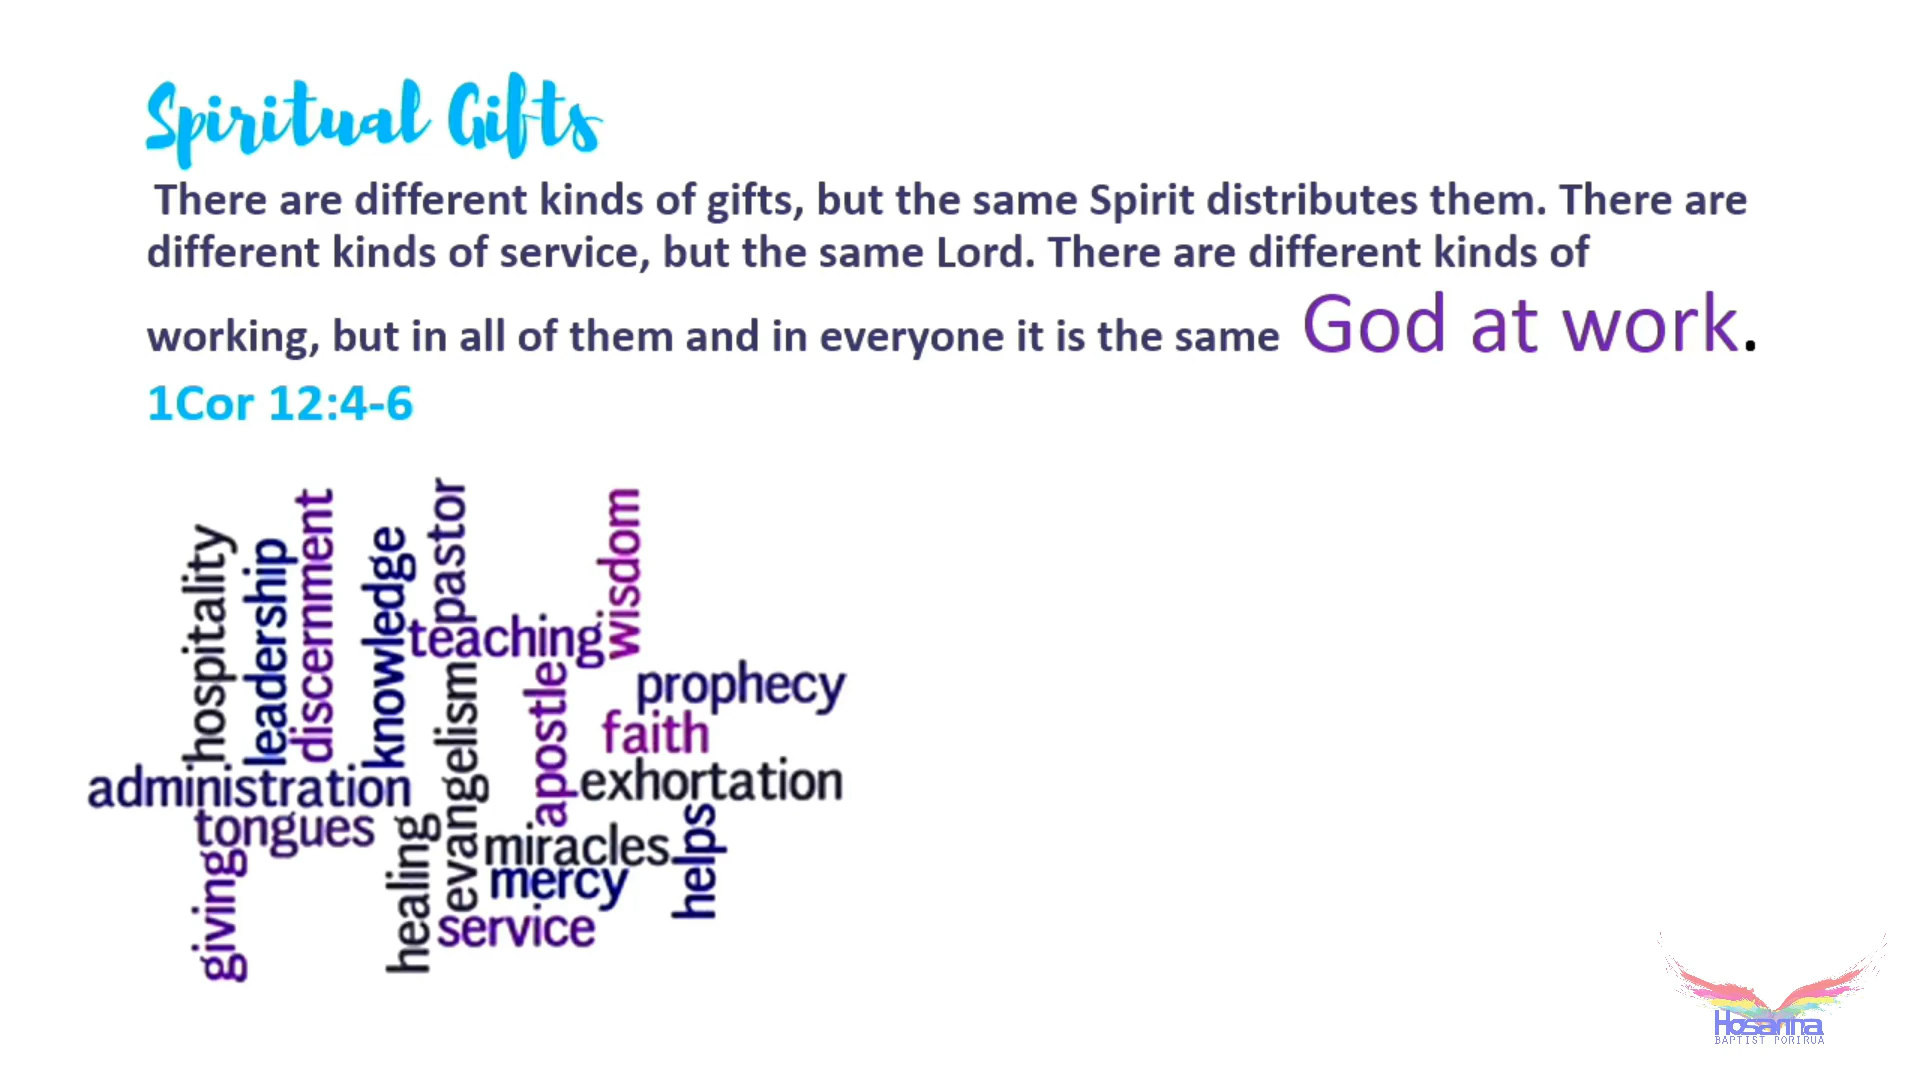 Spiritual Gifts
There are different kinds of gifts, but the same Spirit distributes them. There are
different kinds of service, but the same Lord. There are different kinds of
working, but in all of them and in everyone it is the same God at work.
1Cor 12:4-6
hospitality
leadership
discernment
knowledge
pastor
wisdom
teaching
prophecy
faith
evangelism
apostle
exhortation
administration
tongues
miracles
helps
mercy
giving
healing
service
Hosanna
BAPTIST PORIRUA